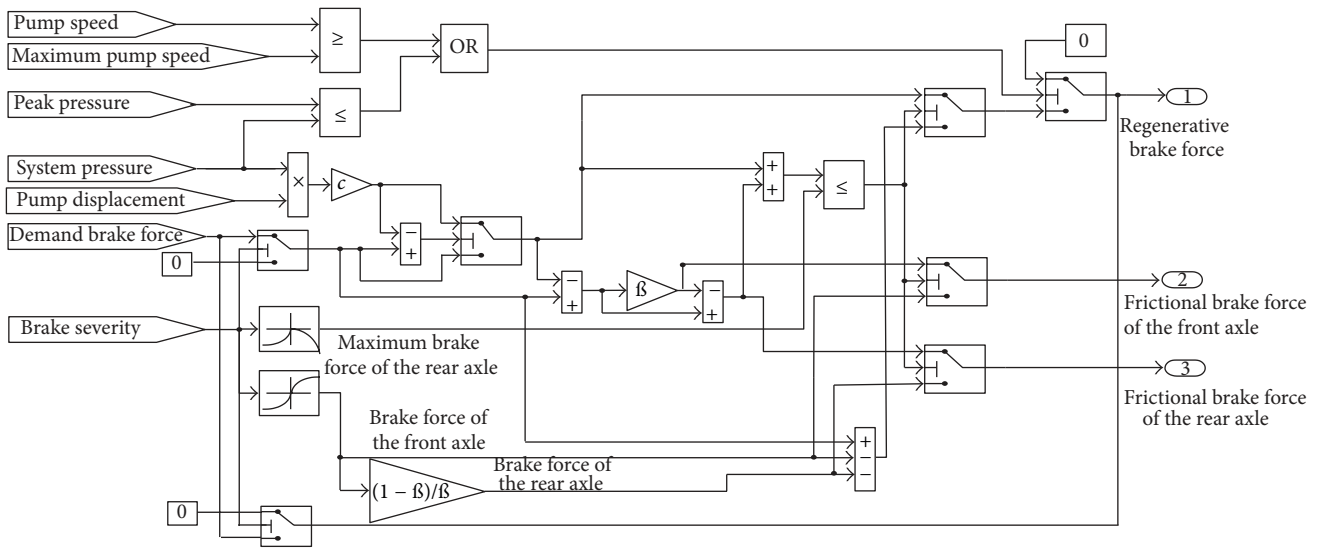 Pump speed
Maximum pump speed
≥
OR
0
Peak pressure
≤
1
Regenerative
brake force
System pressure
×
c
Pump displacement
+
+
≤
Demand brake force
−
+
0
−
+
ß
−
+
2
Frictional brake force
of the front axle
Brake severity
Maximum brake
force of the rear axle
3
Frictional brake force
of the rear axle
Brake force of
the front axle
+
−
−
Brake force of
the rear axle
(1 − ß)/ß
0